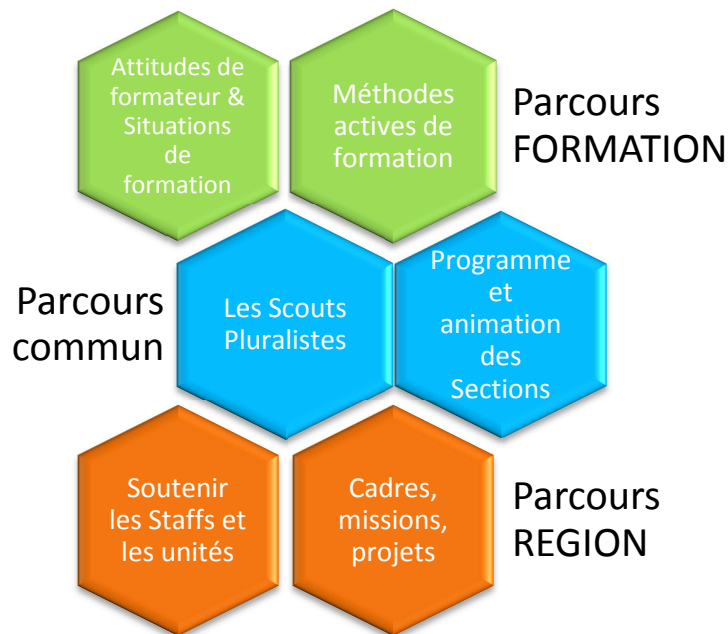 Attitudes de
formateur &
Situations
de
formation
Méthodes
actives de
formation
Parcours
FORMATION
Parcours
commun
Les Scouts
Pluralistes
Programme
et
animation
des
Sections
Soutenir
les Staffs et
les unités
Cadres,
missions,
projets
Parcours
REGION